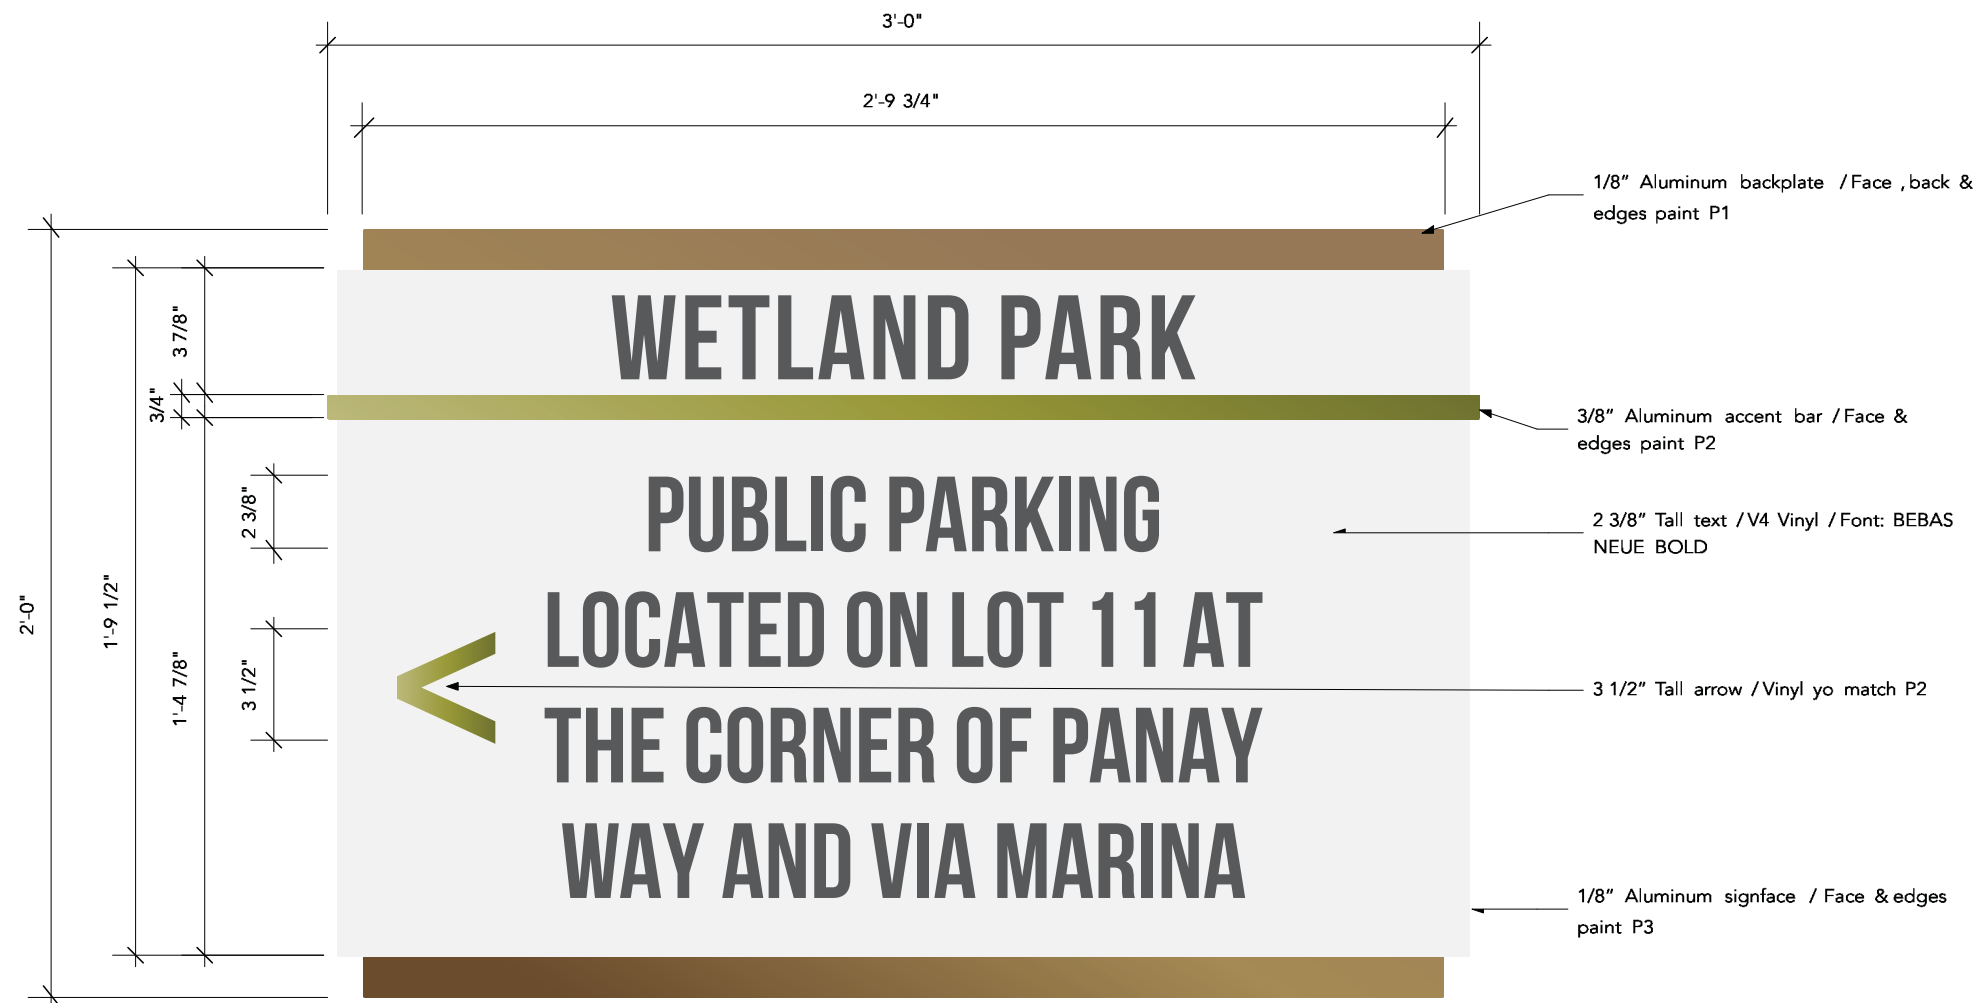 3'-0"
2'-9 3/4"
1/8” Aluminum backplate / Face , back &
edges paint P1
WETLAND PARK
3 7/8"
3/4"
3/8” Aluminum accent bar / Face &
edges paint P2
PUBLIC PARKING
2 3/8"
2 3/8” Tall text / V4 Vinyl / Font: BEBAS
NEUE BOLD
LOCATED ON LOT 11 AT
2'-0"
1'-9 1/2"
1'-4 7/8"
3 1/2"
3 1/2” Tall arrow / Vinyl yo match P2
THE CORNER OF PANAY
WAY AND VIA MARINA
1/8” Aluminum signface / Face & edges
paint P3